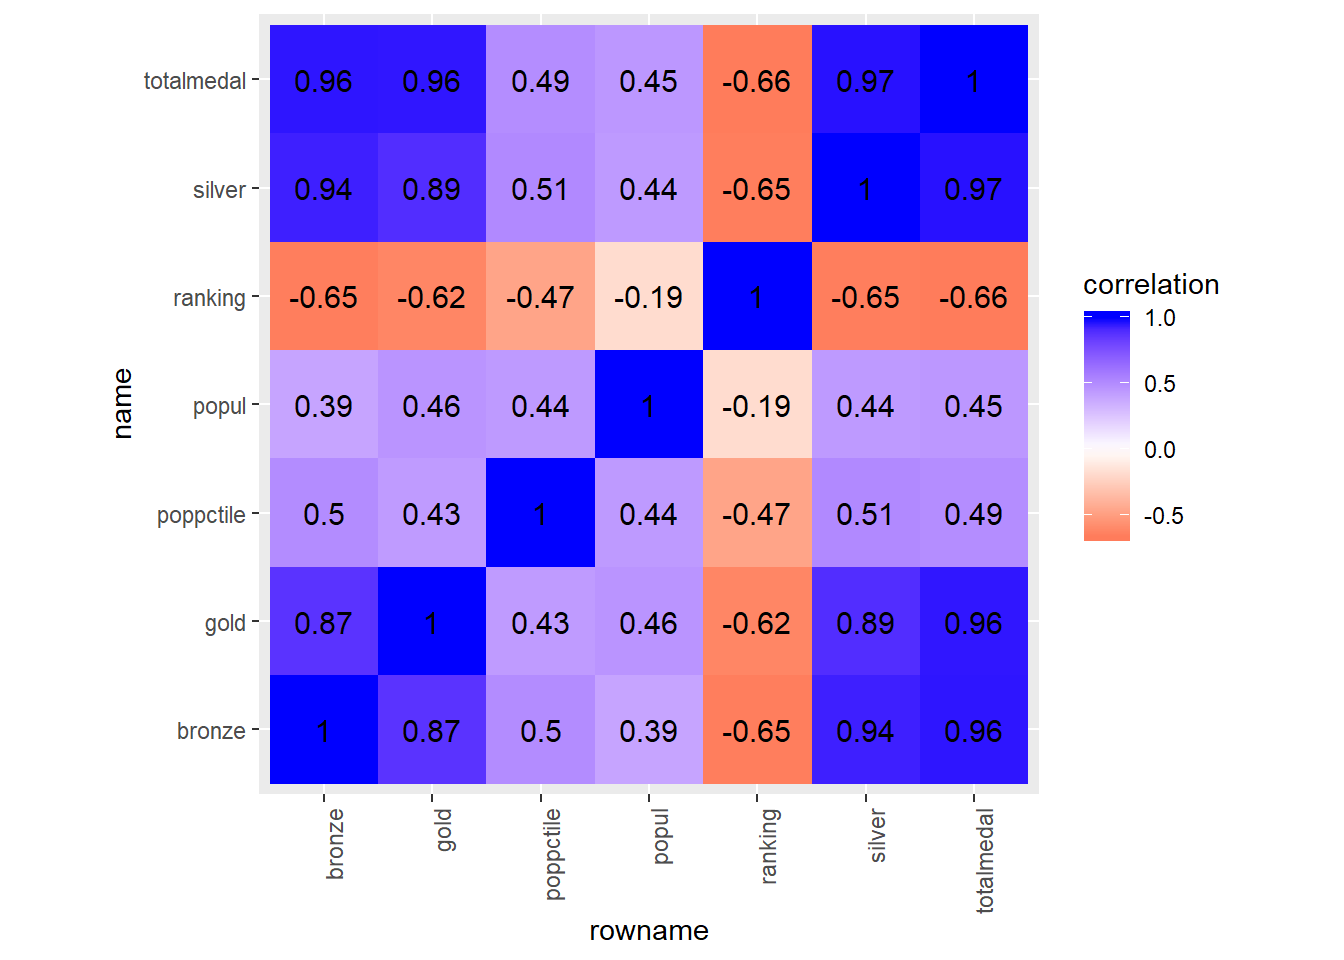 totalmedal 0.96 0.96 0.49 0.45 -0.66 0.97 1
silver 0.94 0.89 0.51 0.44 -0.65 1 0.97
ranking -0.65 -0.62 -0.47 -0.19 1 -0.65 -0.66
popul 0.39 0.46 0.44 1 -0.19 0.44 0.45
poppctile 0.5 0.43 1 0.44 -0.47 0.51 0.49
gold 0.87 1 0.43 0.46 -0.62 0.89 0.96
bronze 1 0.87 0.5 0.39 -0.65 0.94 0.96
name
bronze gold poppctile popul ranking silver totalmedal
rowname
correlation
1.0
0.5
0.0
-0.5